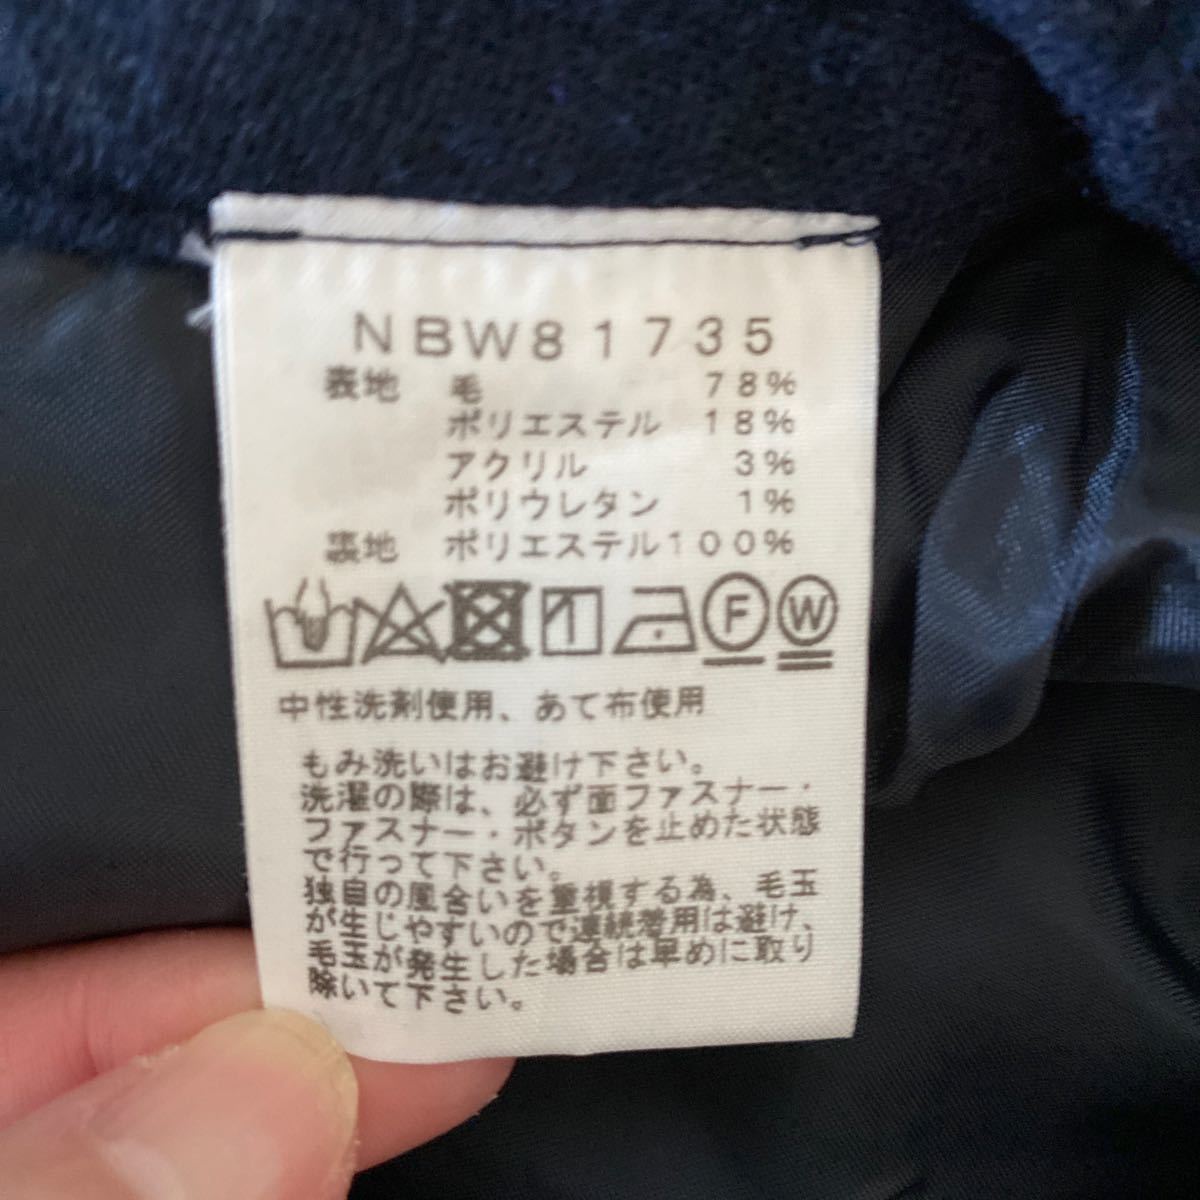 NBW81735
表地 毛 78%
ポリエステル 18%
アクリル 3%
ポリウレタン 1%
裏地 ポリエステル100%
F W
中性洗剤使用、あて布使用
もみ洗いはお避け下さい。
洗濯の際は、必ず面ファスナー・
ファスナー・ボタンを止めた状態
で行って下さい。
独自の風合いを重視する為、毛玉
が生じやすいので連続着用は避け、
毛玉が発生した場合は早めに取り
除いて下さい。